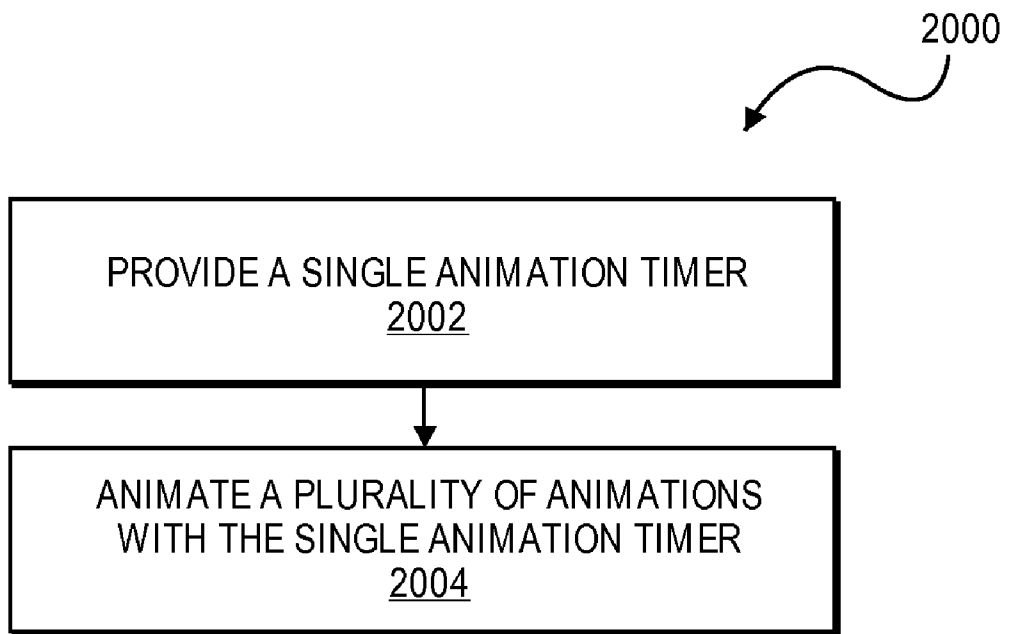 2000
PROVIDE A SINGLE ANIMATION TIMER
2002
ANIMATE A PLURALITY OF ANIMATIONS
WITH THE SINGLE ANIMATION TIMER
2004